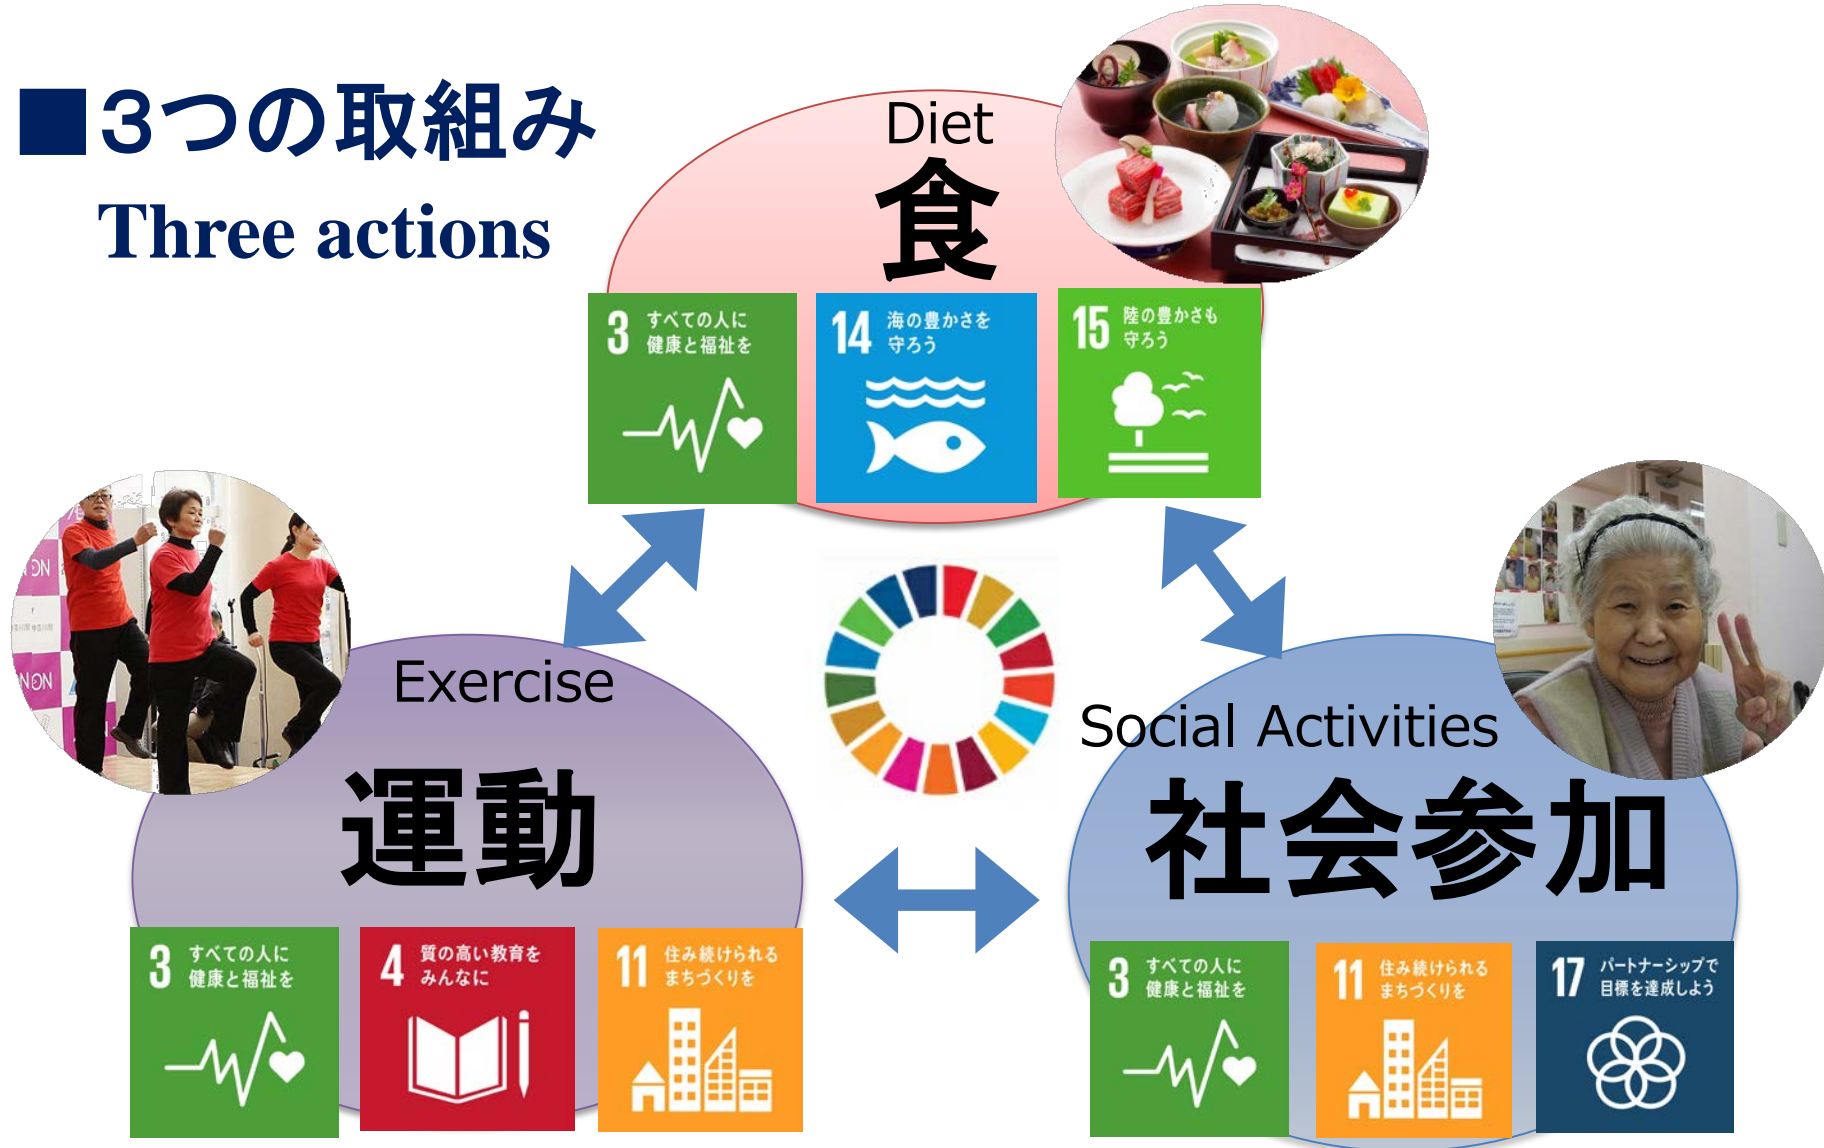 ■3つの取組み
Three actions
Diet
食
3 すべての人に
健康と福祉を
14 海の豊かさを
守ろう
15 陸の豊かさも
守ろう
Exercise
運動
3 すべての人に
健康と福祉を
4 質の高い教育を
みんなに
11 住み続けられる
まちづくりを
Social Activities
社会参加
3 すべての人に
健康と福祉を
11 住み続けられる
まちづくりを
17 パートナーシップで
目標を達成しよう